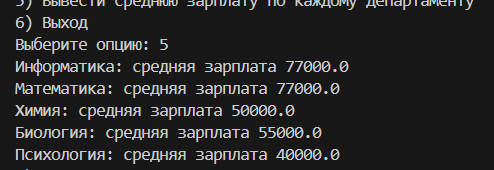 5) Вывести среднюю зарплату по каждому департаменту
6) Выход
Выберите опцию: 5
Информатика: средняя зарплата 77000.0
Математика: средняя зарплата 77000.0
Химия: средняя зарплата 50000.0
Биология: средняя зарплата 55000.0
Психология: средняя зарплата 40000.0